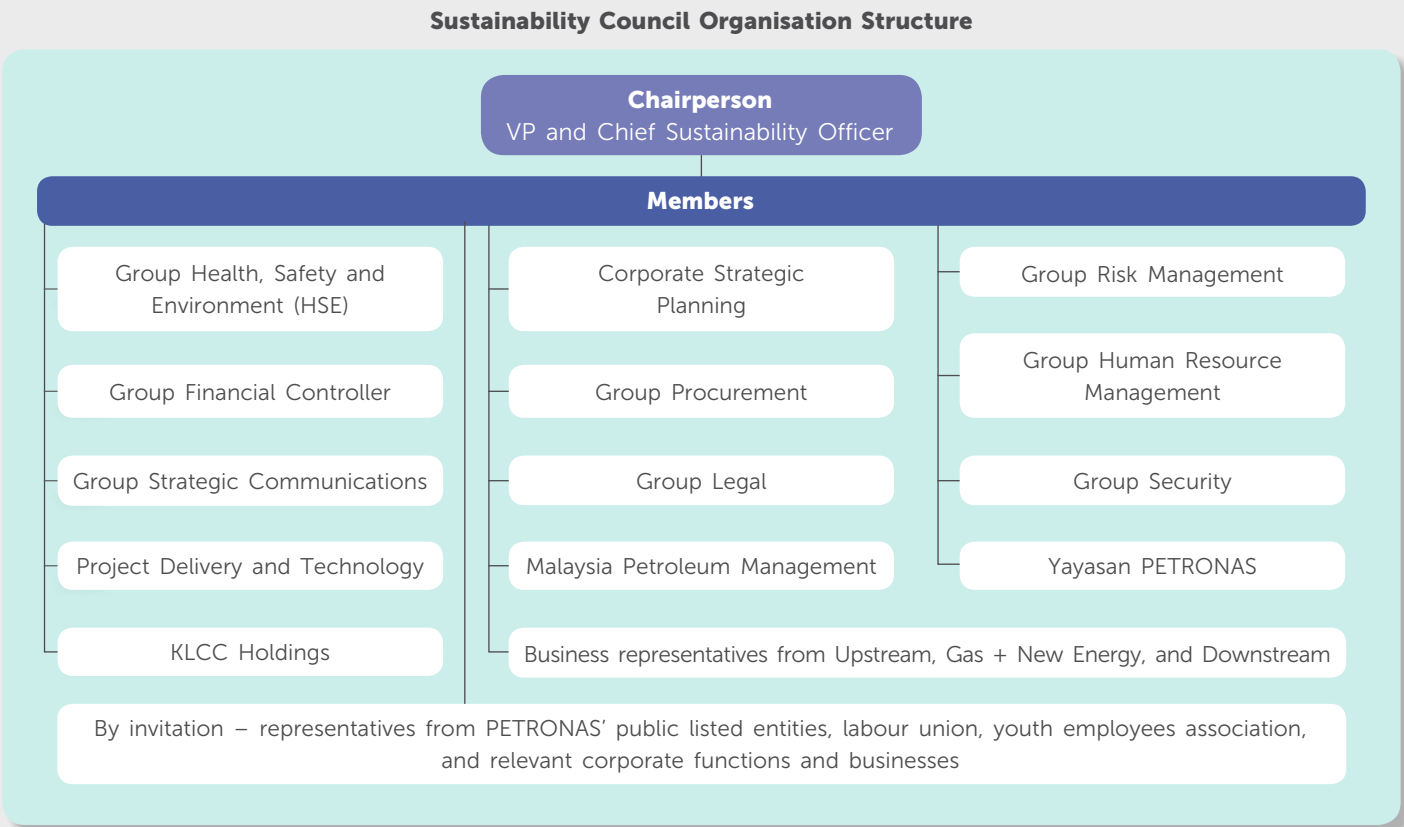 Sustainability Council Organisation Structure
Chairperson
VP and Chief Sustainability Officer
Members
Group Health, Safety and
Environment (HSE)
Group Financial Controller
Group Strategic Communications
Project Delivery and Technology
KLCC Holdings
Corporate Strategic
Planning
Group Procurement
Group Legal
Malaysia Petroleum Management
Business representatives from Upstream, Gas + New Energy, and Downstream
Group Risk Management
Group Human Resource
Management
Group Security
Yayasan PETRONAS
By invitation – representatives from PETRONAS’ public listed entities, labour union, youth employees association,
and relevant corporate functions and businesses